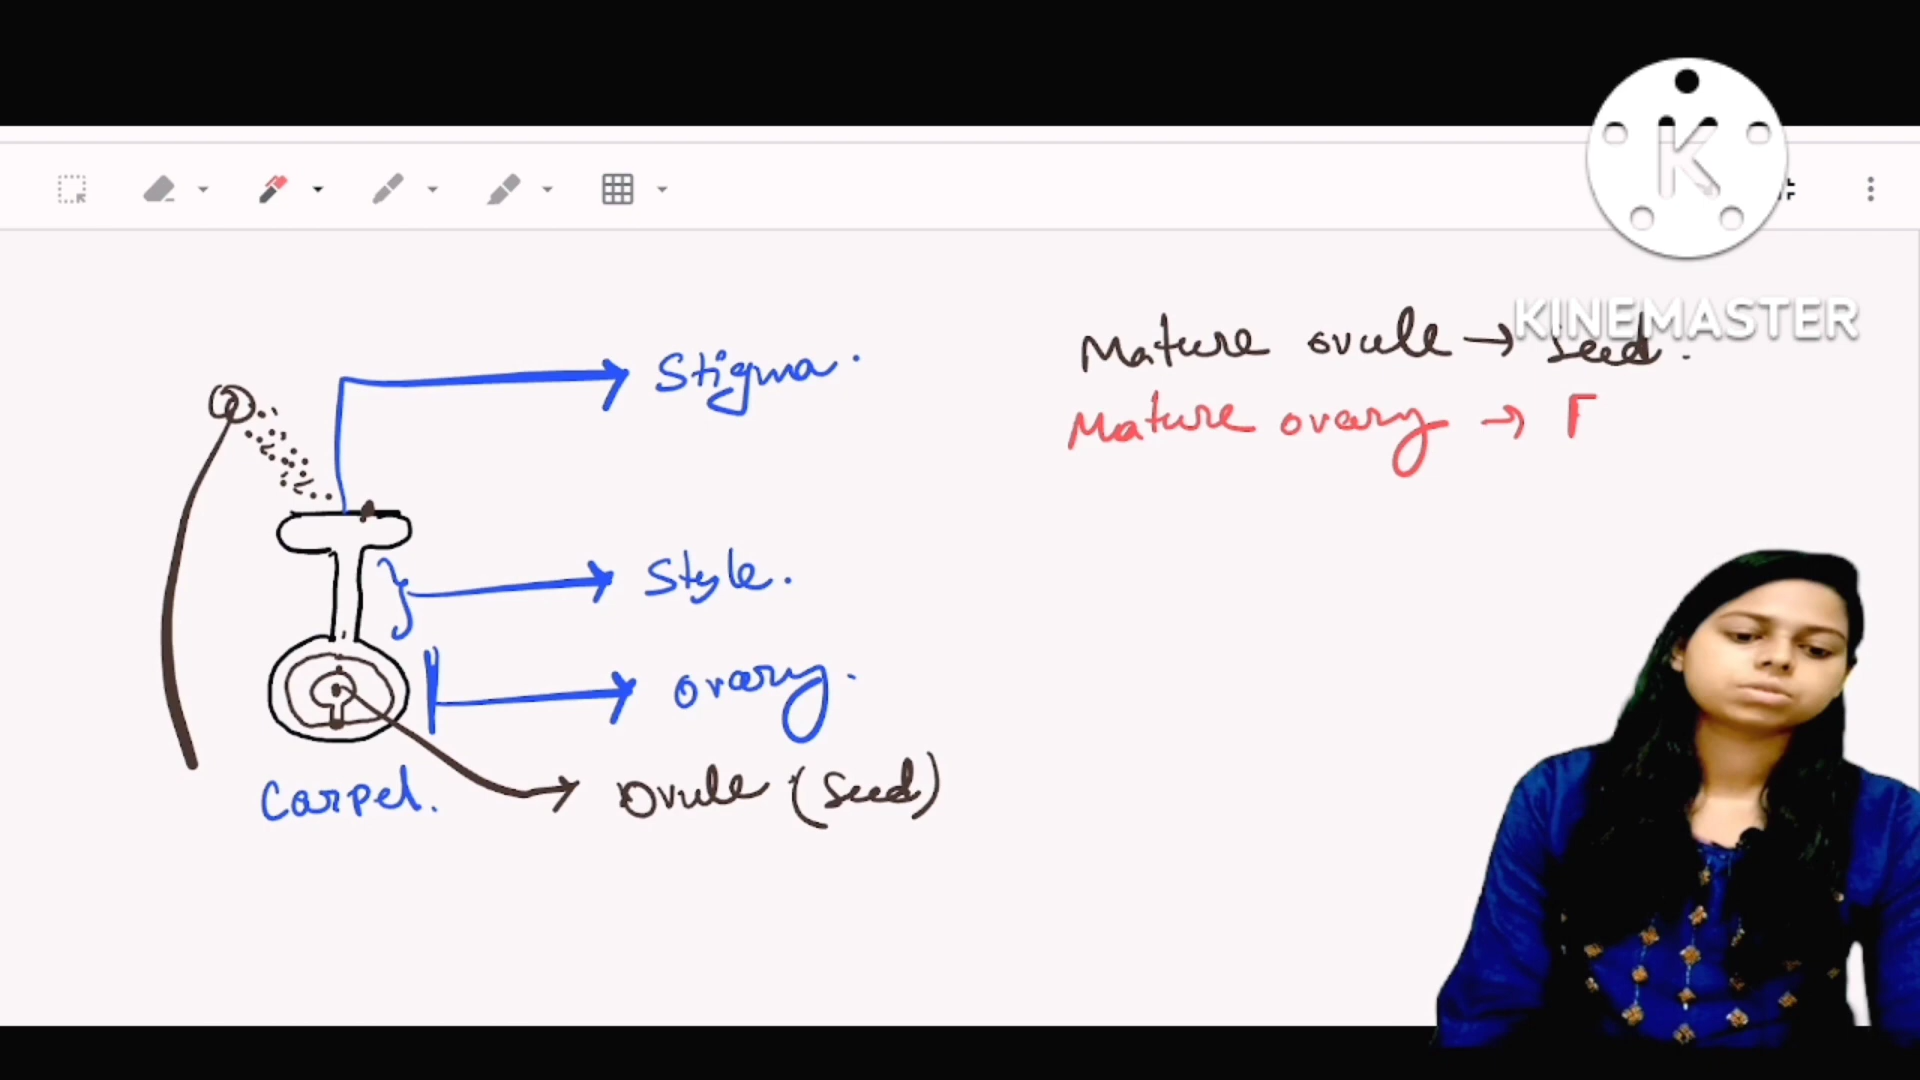 KINEMASTER
Stigma.
Mature ovule → Seed.
Mature ovary → F
Style.
ovary.
Carpel.
Ovule (Seed)